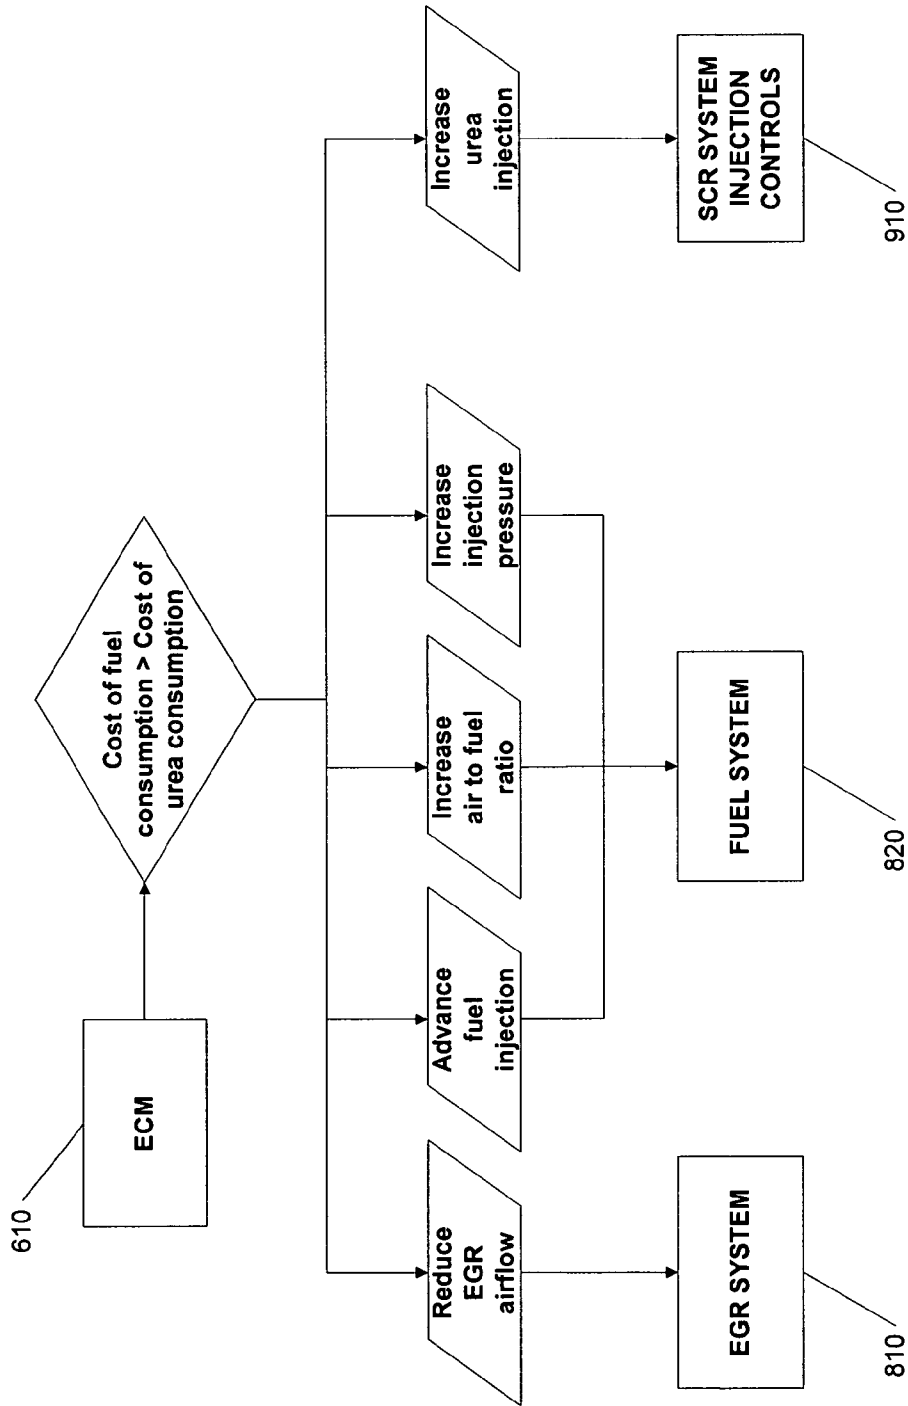 610
ECM
Cost of fuel
consumption > Cost of
urea consumption
Reduce
EGR
airflow
Advance
fuel
injection
Increase
air to fuel
ratio
Increase
injection
pressure
Increase
urea
injection
EGR SYSTEM
810
FUEL SYSTEM
820
SCR SYSTEM
INJECTION
CONTROLS
910